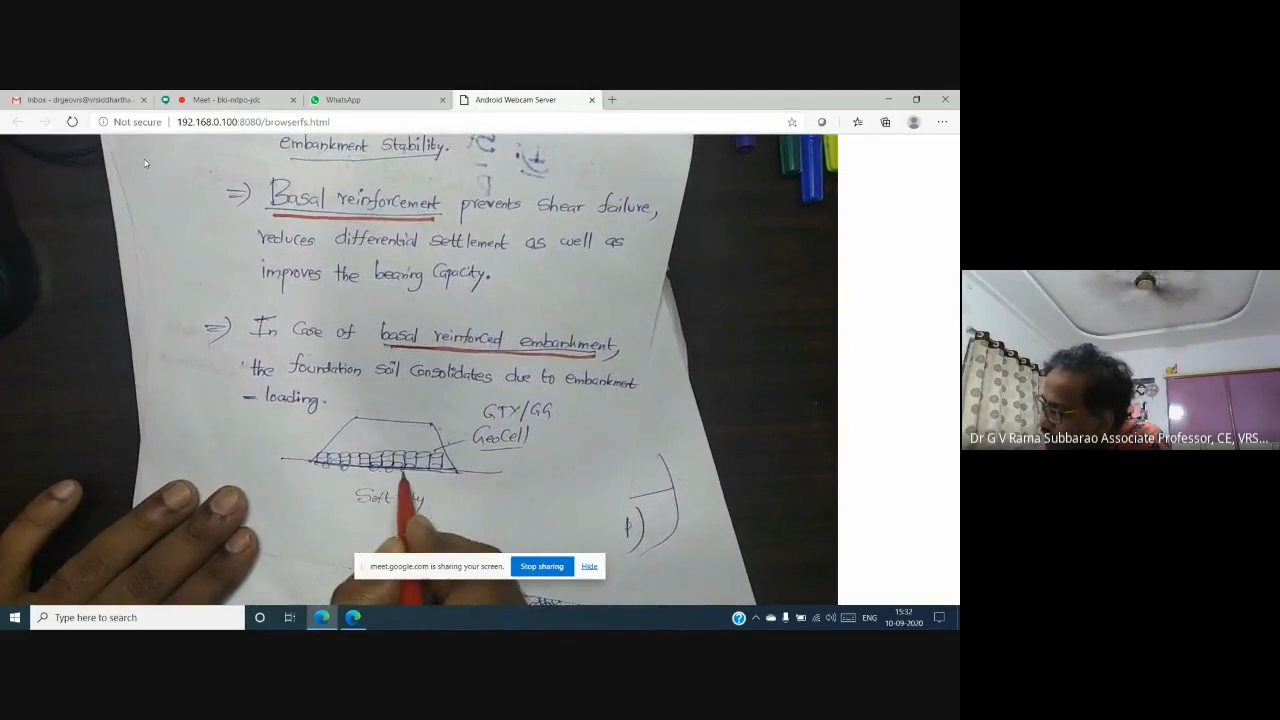 Inbox - drgeovrs@vrsiddhartha...
Meet - bki-ndpo-jdc
WhatsApp
Android Webcam Server
Not secure
192.168.0.100:8080/browserfs.html
embankment stability.
=) Basal reinforcement prevents shear failure,
reduces differential settlement as well as
improves the bearing capacity.
=) In case of basal reinforced embankment,
the foundation soil consolidates due to embankment
- loading.
GTX/GG
GeoCell
Soft
meet.google.com is sharing your screen.
Stop sharing
Hide
Dr G V Rama Subbarao Associate Professor, CE, VRS...
Type here to search
ENG
15:32
10-09-2020